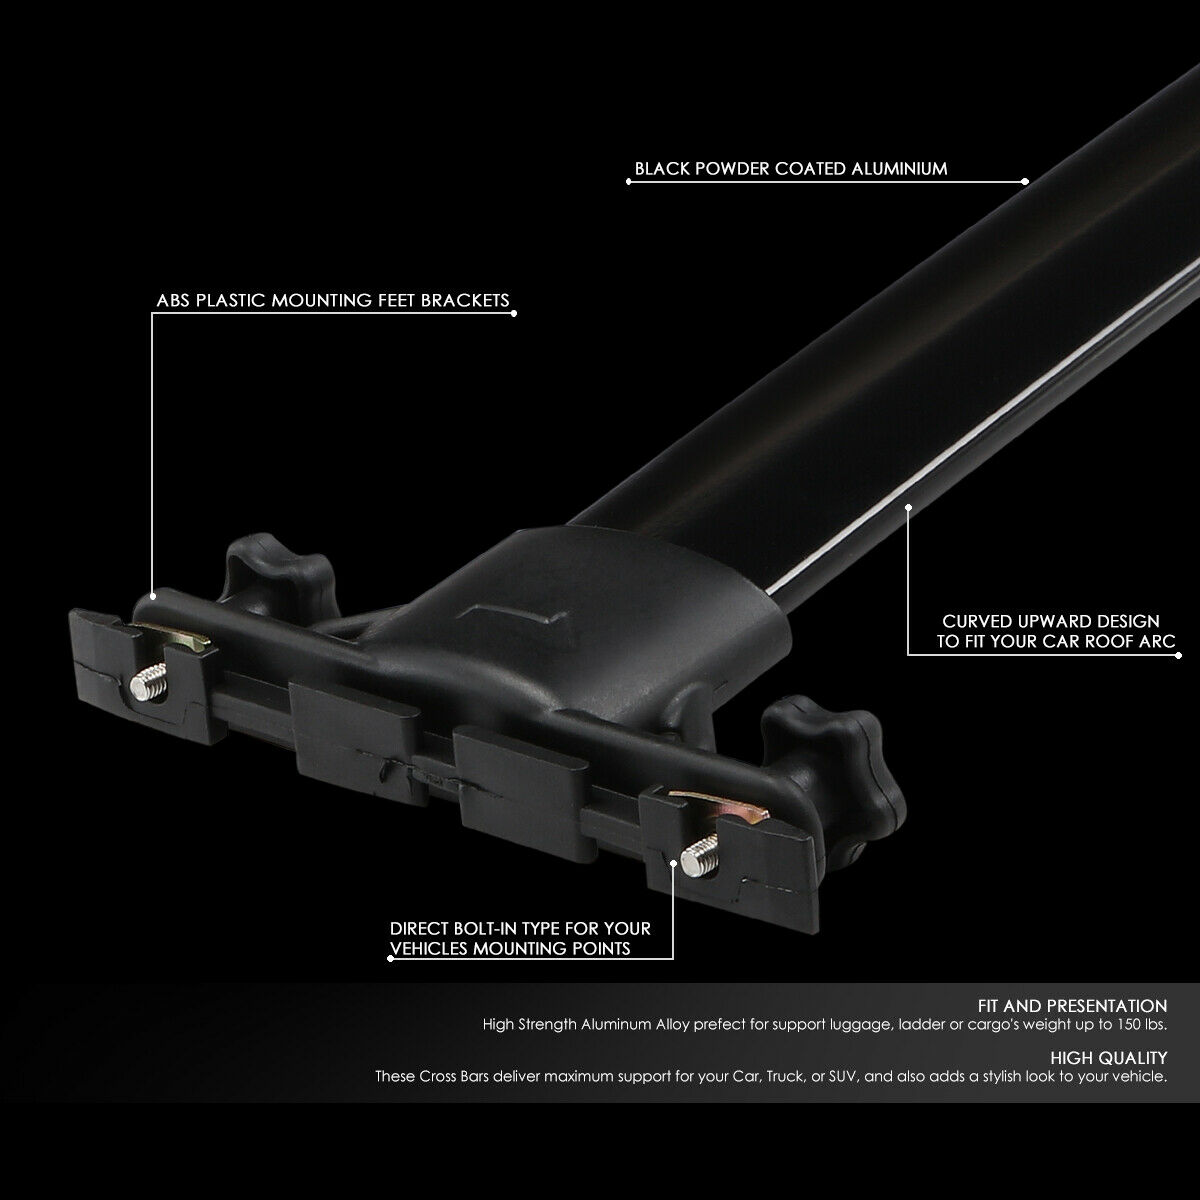 BLACK POWDER COATED ALUMINIUM
ABS PLASTIC MOUNTING FEET BRACKETS
CURVED UPWARD DESIGN
TO FIT YOUR CAR ROOF ARC
DIRECT BOLT-IN TYPE FOR YOUR
VEHICLES MOUNTING POINTS
FIT AND PRESENTATION
High Strength Aluminum Alloy prefect for support luggage, ladder or cargo's weight up to 150 lbs.
HIGH QUALITY
These Cross Bars deliver maximum support for your Car, Truck, or SUV, and also adds a stylish look to your vehicle.